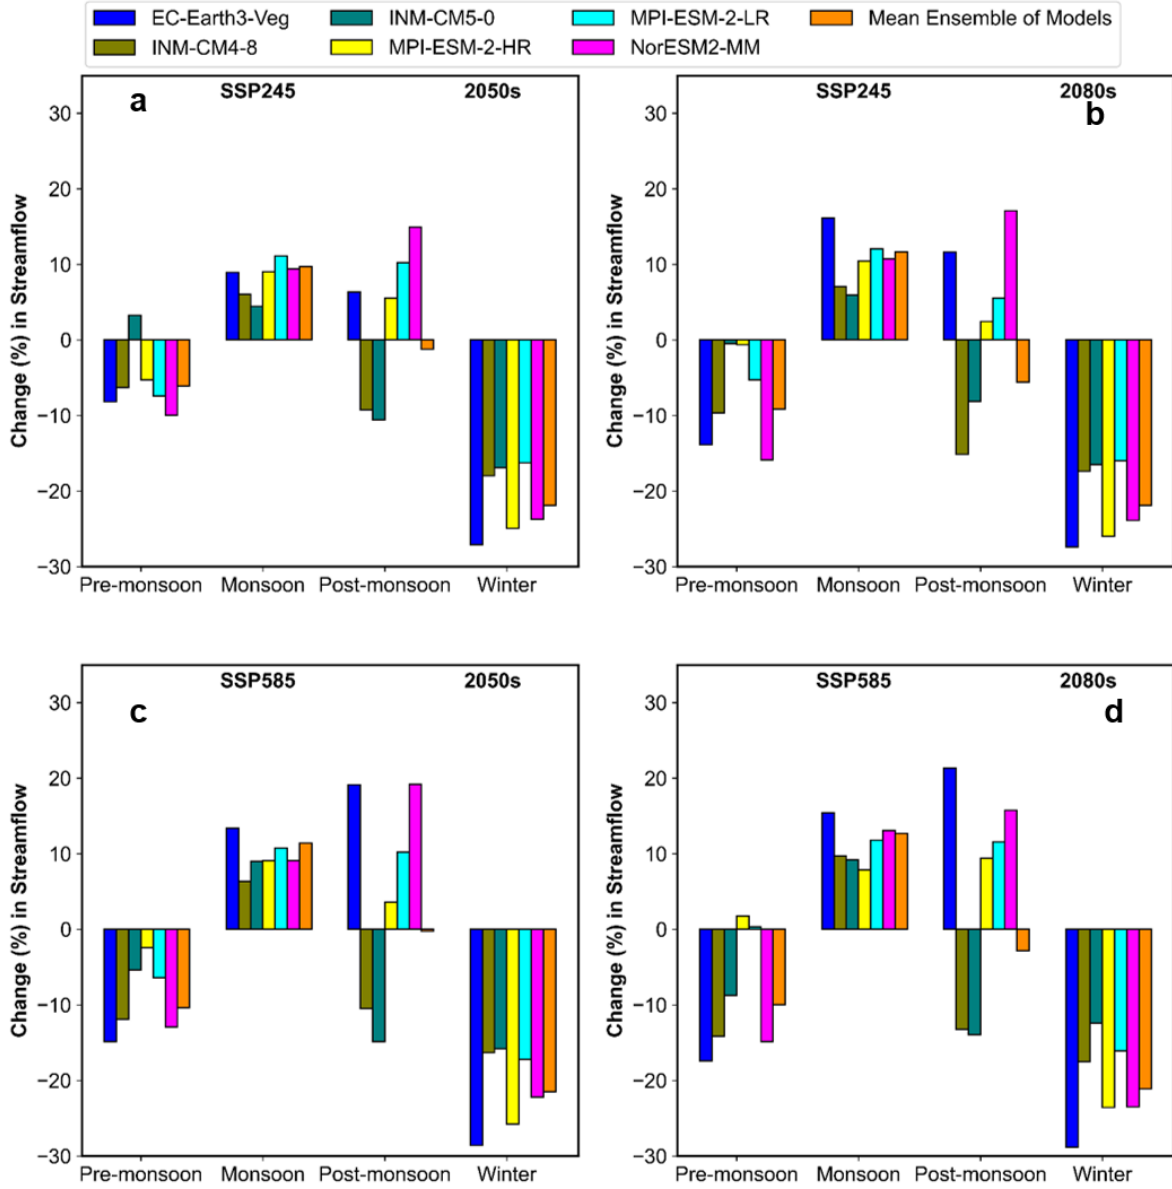 EC-Earth3-Veg INM-CM5-0 MPI-ESM-2-LR Mean Ensemble of Models
INM-CM4-8 MPI-ESM-2-HR NorESM2-MM
a SSP245 2050s
Change (%) in Streamflow
30
20
10
0
−10
−20
−30
Pre-monsoon Monsoon Post-monsoon Winter
SSP245 2080s
b
Change (%) in Streamflow
30
20
10
0
−10
−20
−30
Pre-monsoon Monsoon Post-monsoon Winter
SSP585 2050s
c
Change (%) in Streamflow
30
20
10
0
−10
−20
−30
Pre-monsoon Monsoon Post-monsoon Winter
SSP585 2080s
d
Change (%) in Streamflow
30
20
10
0
−10
−20
−30
Pre-monsoon Monsoon Post-monsoon Winter